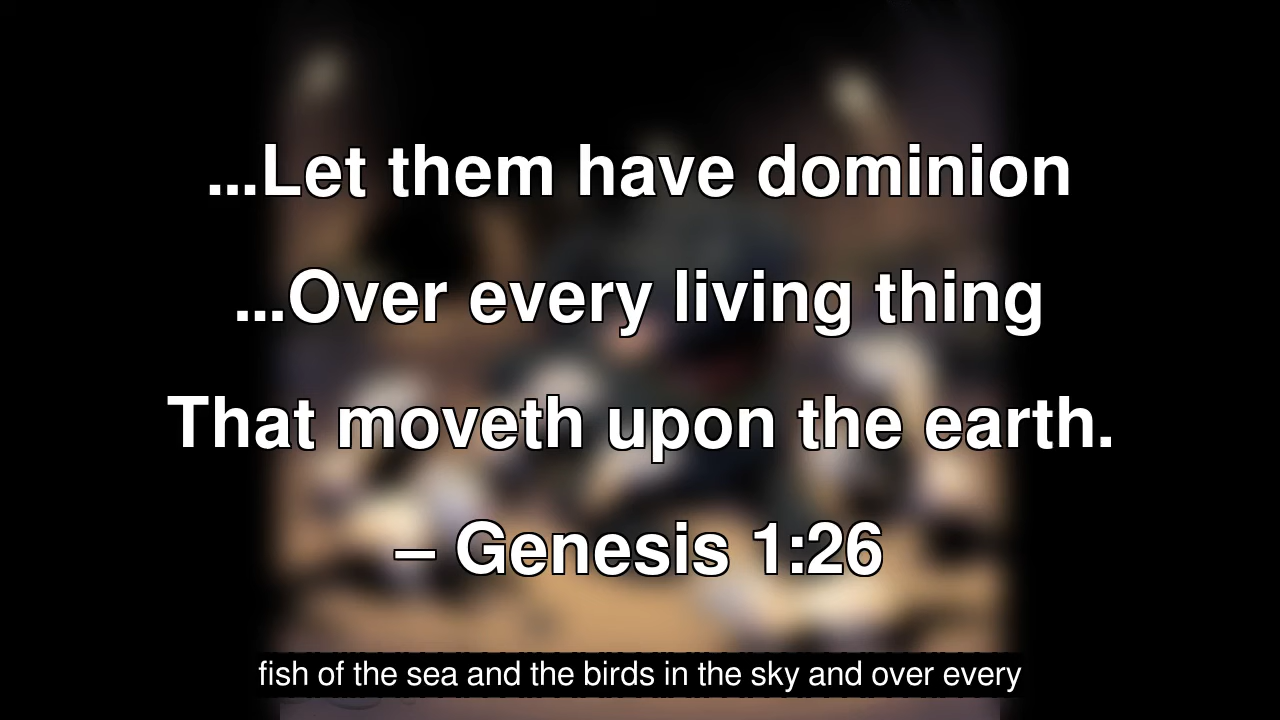 ...Let them have dominion
...Over every living thing
That moveth upon the earth.
– Genesis 1:26
fish of the sea and the birds in the sky and over every